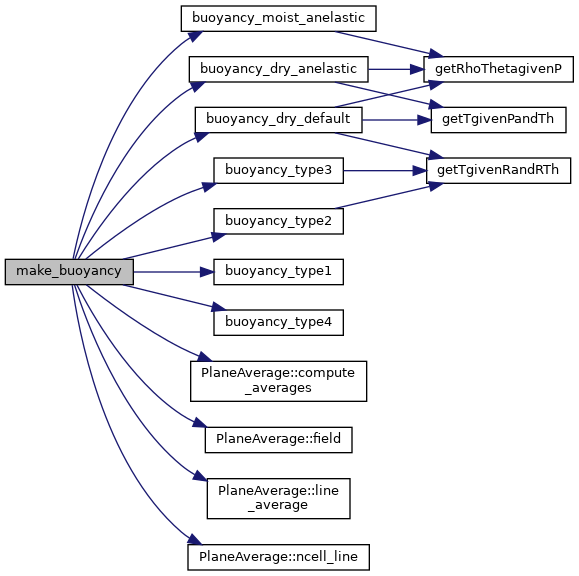 buoyancy_moist_anelastic
buoyancy_dry_anelastic
getRhoThetagivenP
buoyancy_dry_default
getTgivenPandTh
buoyancy_type3
getTgivenRandRTh
buoyancy_type2
make_buoyancy
buoyancy_type1
buoyancy_type4
PlaneAverage::compute
_averages
PlaneAverage::field
PlaneAverage::line
_average
PlaneAverage::ncell_line